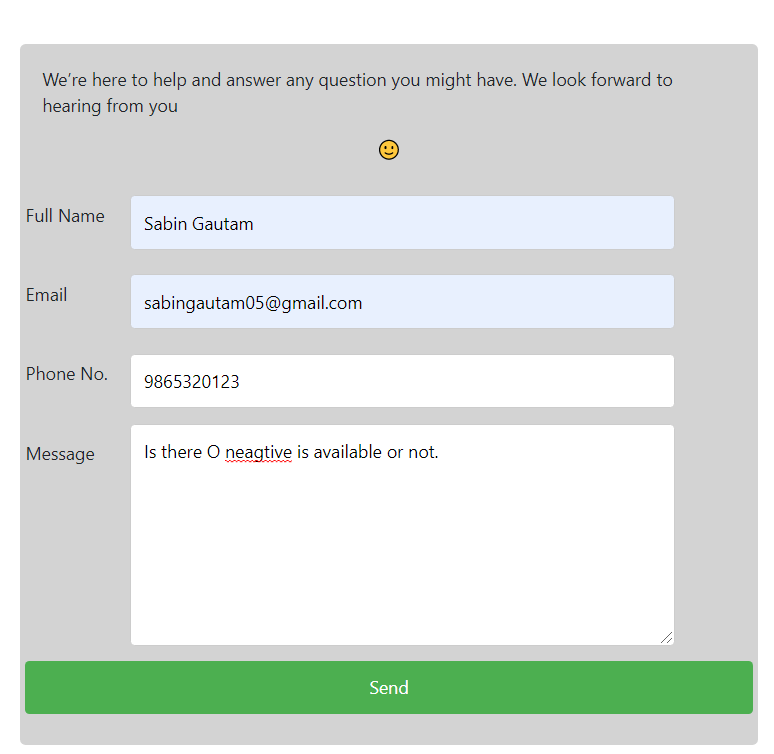 We’re here to help and answer any question you might have. We look forward to
hearing from you
Full Name
Sabin Gautam
Email
sabingautam05@gmail.com
Phone No.
9865320123
Message
Is there O neagtive is available or not.
Send